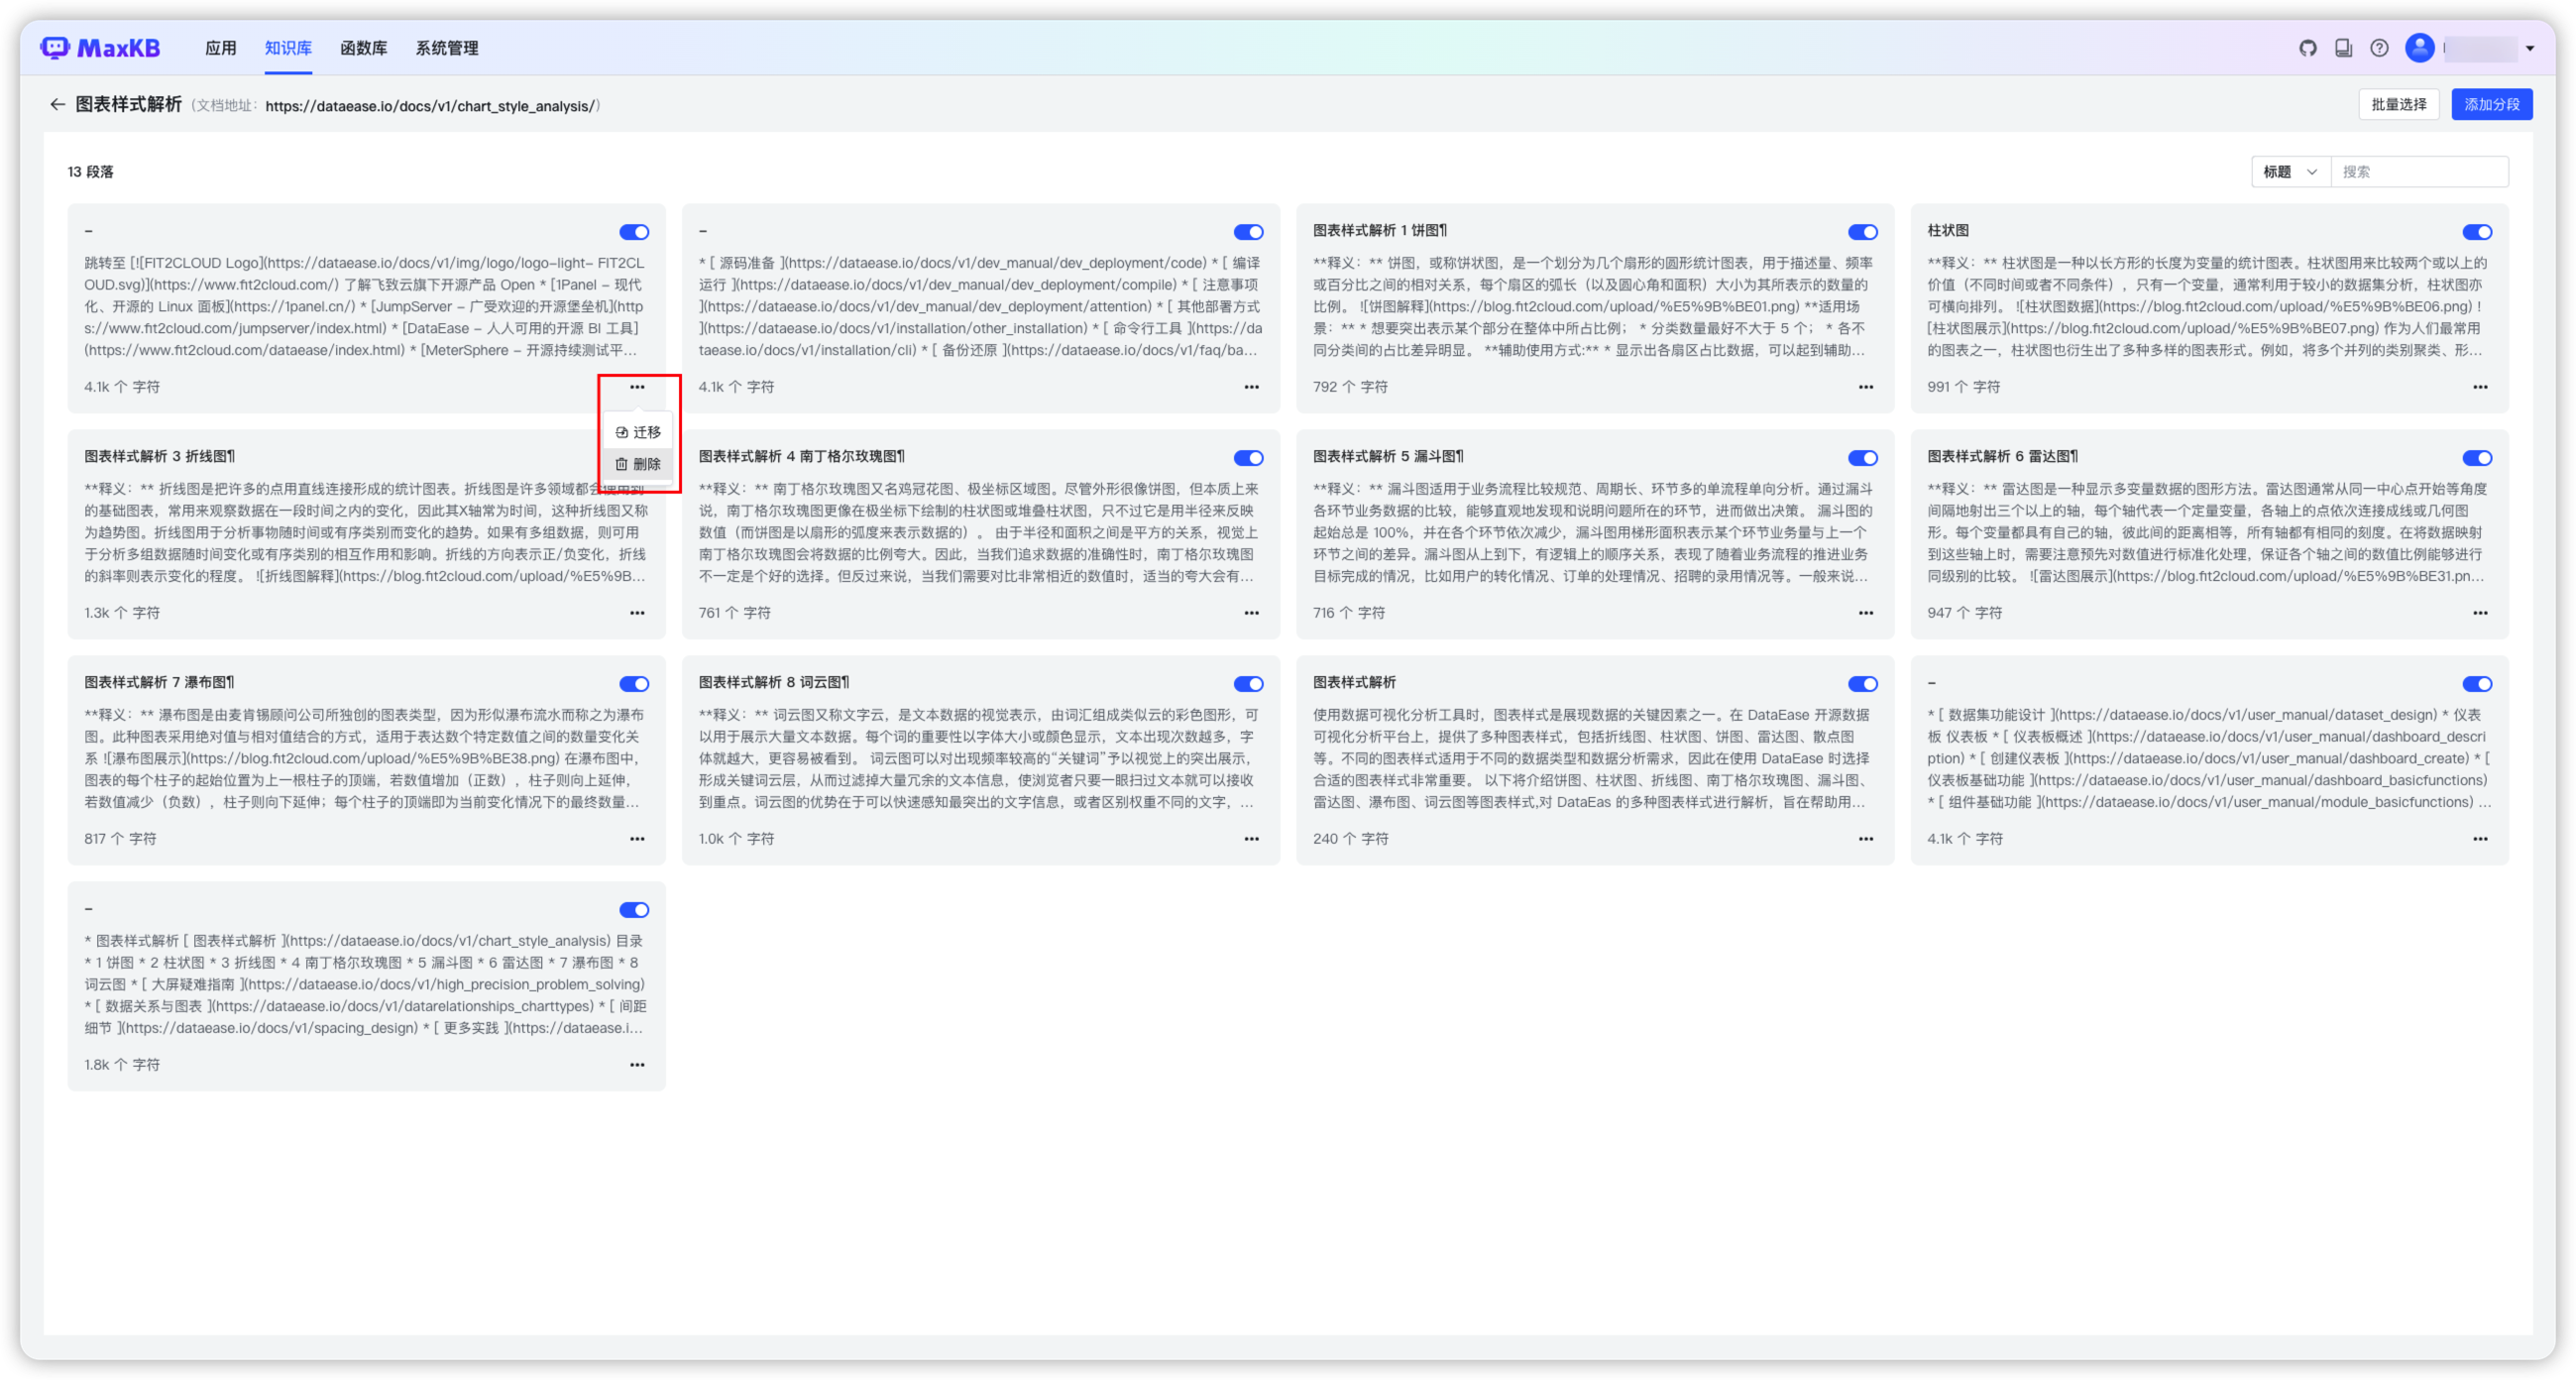 MaxKB 应用 知识库 函数库 系统管理
图表样式解析 (文档地址： https://dataease.io/docs/v1/chart_style_analysis/)
批量选择 添加分段
13 段落
标题 搜索
–
跳转至 [![FIT2CLOUD Logo](https://dataease.io/docs/v1/img/logo/logo-light- FIT2CL
OUD.svg)](https://www.fit2cloud.com/) 了解飞致云旗下开源产品 Open * [1Panel – 现代
化、开源的 Linux 面板](https://1panel.cn/) * [JumpServer – 广受欢迎的开源堡垒机](http
s://www.fit2cloud.com/jumpserver/index.html) * [DataEase – 人人可用的开源 BI 工具]
(https://www.fit2cloud.com/dataease/index.html) * [MeterSphere – 开源持续测试平...
4.1k 个 字符
迁移
删除
–
* [ 源码准备 ](https://dataease.io/docs/v1/dev_manual/dev_deployment/code) * [ 编译
运行 ](https://dataease.io/docs/v1/dev_manual/dev_deployment/compile) * [ 注意事项
](https://dataease.io/docs/v1/dev_manual/dev_deployment/attention) * [ 其他部署方式
](https://dataease.io/docs/v1/installation/other_installation) * [ 命令行工具 ](https://da
taease.io/docs/v1/installation/cli) * [ 备份还原 ](https://dataease.io/docs/v1/faq/ba...
4.1k 个 字符
图表样式解析 1 饼图¶
**释义：** 饼图，或称饼状图，是一个划分为几个扇形的圆形统计图表，用于描述量、频率
或百分比之间的相对关系，每个扇区的弧长（以及圆心角和面积）大小为其所表示的数量的
比例。 ![饼图解释](https://blog.fit2cloud.com/upload/%E5%9B%BE01.png) **适用场
景：** * 想要突出表示某个部分在整体中所占比例； * 分类数量最好不大于 5 个； * 各不
同分类间的占比差异明显。 **辅助使用方式:** * 显示出各扇区占比数据，可以起到辅助...
792 个 字符
柱状图
**释义：** 柱状图是一种以长方形的长度为变量的统计图表。柱状图用来比较两个或以上的
价值（不同时间或者不同条件），只有一个变量，通常利用于较小的数据集分析，柱状图亦
可横向排列。 ![柱状图数据](https://blog.fit2cloud.com/upload/%E5%9B%BE06.png) !
[柱状图展示](https://blog.fit2cloud.com/upload/%E5%9B%BE07.png) 作为人们最常用
的图表之一，柱状图也衍生出了多种多样的图表形式。例如，将多个并列的类别聚类、形...
991 个 字符
图表样式解析 3 折线图¶
**释义：** 折线图是把许多的点用直线连接形成的统计图表。折线图是许多领域都会使用到
的基础图表，常用来观察数据在一段时间之内的变化，因此其X轴常为时间，这种折线图又称
为趋势图。折线图用于分析事物随时间或有序类别而变化的趋势。如果有多组数据，则可用
于分析多组数据随时间变化或有序类别的相互作用和影响。折线的方向表示正/负变化，折线
的斜率则表示变化的程度。 ![折线图解释](https://blog.fit2cloud.com/upload/%E5%9B...
1.3k 个 字符
图表样式解析 4 南丁格尔玫瑰图¶
**释义：** 南丁格尔玫瑰图又名鸡冠花图、极坐标区域图。尽管外形很像饼图，但本质上来
说，南丁格尔玫瑰图更像在极坐标下绘制的柱状图或堆叠柱状图，只不过它是用半径来反映
数值（而饼图是以扇形的弧度来表示数据的）。 由于半径和面积之间是平方的关系，视觉上
南丁格尔玫瑰图会将数据的比例夸大。因此，当我们追求数据的准确性时，南丁格尔玫瑰图
不一定是个好的选择。但反过来说，当我们需要对比非常相近的数值时，适当的夸大会有...
761 个 字符
图表样式解析 5 漏斗图¶
**释义：** 漏斗图适用于业务流程比较规范、周期长、环节多的单流程单向分析。通过漏斗
各环节业务数据的比较，能够直观地发现和说明问题所在的环节，进而做出决策。 漏斗图的
起始总是 100%，并在各个环节依次减少，漏斗图用梯形面积表示某个环节业务量与上一个
环节之间的差异。漏斗图从上到下，有逻辑上的顺序关系，表现了随着业务流程的推进业务
目标完成的情况，比如用户的转化情况、订单的处理情况、招聘的录用情况等。一般来说...
716 个 字符
图表样式解析 6 雷达图¶
**释义：** 雷达图是一种显示多变量数据的图形方法。雷达图通常从同一中心点开始等角度
间隔地射出三个以上的轴，每个轴代表一个定量变量，各轴上的点依次连接成线或几何图
形。每个变量都具有自己的轴，彼此间的距离相等，所有轴都有相同的刻度。在将数据映射
到这些轴上时，需要注意预先对数值进行标准化处理，保证各个轴之间的数值比例能够进行
同级别的比较。 ![雷达图展示](https://blog.fit2cloud.com/upload/%E5%9B%BE31.pn...
947 个 字符
图表样式解析 7 瀑布图¶
**释义：** 瀑布图是由麦肯锡顾问公司所独创的图表类型，因为形似瀑布流水而称之为瀑布
图。此种图表采用绝对值与相对值结合的方式，适用于表达数个特定数值之间的数量变化关
系 ![瀑布图展示](https://blog.fit2cloud.com/upload/%E5%9B%BE38.png) 在瀑布图中，
图表的每个柱子的起始位置为上一根柱子的顶端，若数值增加（正数），柱子则向上延伸，
若数值减少（负数），柱子则向下延伸；每个柱子的顶端即为当前变化情况下的最终数量...
817 个 字符
图表样式解析 8 词云图¶
**释义：** 词云图又称文字云，是文本数据的视觉表示，由词汇组成类似云的彩色图形，可
以用于展示大量文本数据。每个词的重要性以字体大小或颜色显示，文本出现次数越多，字
体就越大，更容易被看到。 词云图可以对出现频率较高的“关键词”予以视觉上的突出展示，
形成关键词云层，从而过滤掉大量冗余的文本信息，使浏览者只要一眼扫过文本就可以接收
到重点。词云图的优势在于可以快速感知最突出的文字信息，或者区别权重不同的文字，...
1.0k 个 字符
图表样式解析
使用数据可视化分析工具时，图表样式是展现数据的关键因素之一。在 DataEase 开源数据
可视化分析平台上，提供了多种图表样式，包括折线图、柱状图、饼图、雷达图、散点图
等。不同的图表样式适用于不同的数据类型和数据分析需求，因此在使用 DataEase 时选择
合适的图表样式非常重要。 以下将介绍饼图、柱状图、折线图、南丁格尔玫瑰图、漏斗图、
雷达图、瀑布图、词云图等图表样式,对 DataEas 的多种图表样式进行解析，旨在帮助用...
240 个 字符
–
* [ 数据集功能设计 ](https://dataease.io/docs/v1/user_manual/dataset_design) * 仪表
板 仪表板 * [ 仪表板概述 ](https://dataease.io/docs/v1/user_manual/dashboard_descri
ption) * [ 创建仪表板 ](https://dataease.io/docs/v1/user_manual/dashboard_create) * [
仪表板基础功能 ](https://dataease.io/docs/v1/user_manual/dashboard_basicfunctions)
* [ 组件基础功能 ](https://dataease.io/docs/v1/user_manual/module_basicfunctions) ...
4.1k 个 字符
–
* 图表样式解析 [ 图表样式解析 ](https://dataease.io/docs/v1/chart_style_analysis) 目录
* 1 饼图 * 2 柱状图 * 3 折线图 * 4 南丁格尔玫瑰图 * 5 漏斗图 * 6 雷达图 * 7 瀑布图 * 8
词云图 * [ 大屏疑难指南 ](https://dataease.io/docs/v1/high_precision_problem_solving)
* [ 数据关系与图表 ](https://dataease.io/docs/v1/datarelationships_charttypes) * [ 间距
细节 ](https://dataease.io/docs/v1/spacing_design) * [ 更多实践 ](https://dataease.i...
1.8k 个 字符